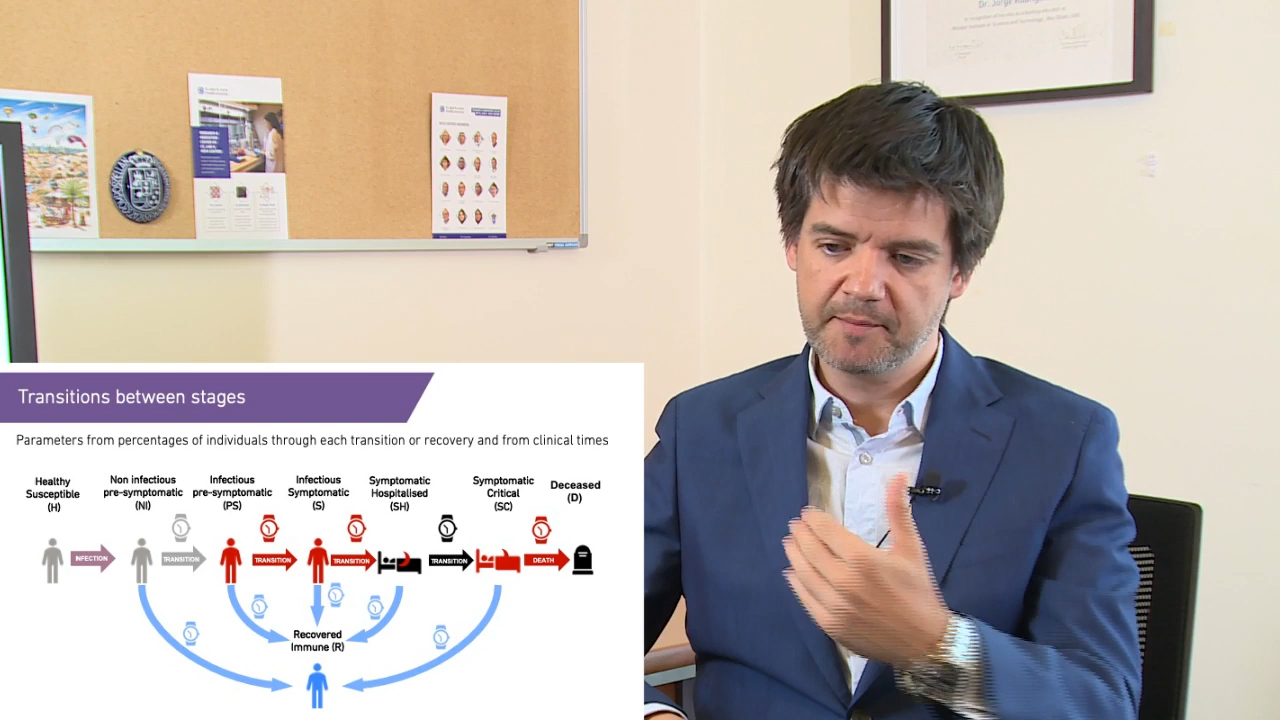 Dr. Jorge
Transitions between stages
Parameters from percentages of individuals through each transition or recovery and from clinical times
Healthy
Susceptible
(H)
Non infectious
pre-symptomatic
(NI)
Infectious
pre-symptomatic
(PS)
Infectious
Symptomatic
(S)
Symptomatic
Hospitalised
(SH)
Symptomatic
Critical
(SC)
Deceased
(D)
INFECTION
TRANSITION
TRANSITION
TRANSITION
TRANSITION
DEATH
Recovered
Immune (R)